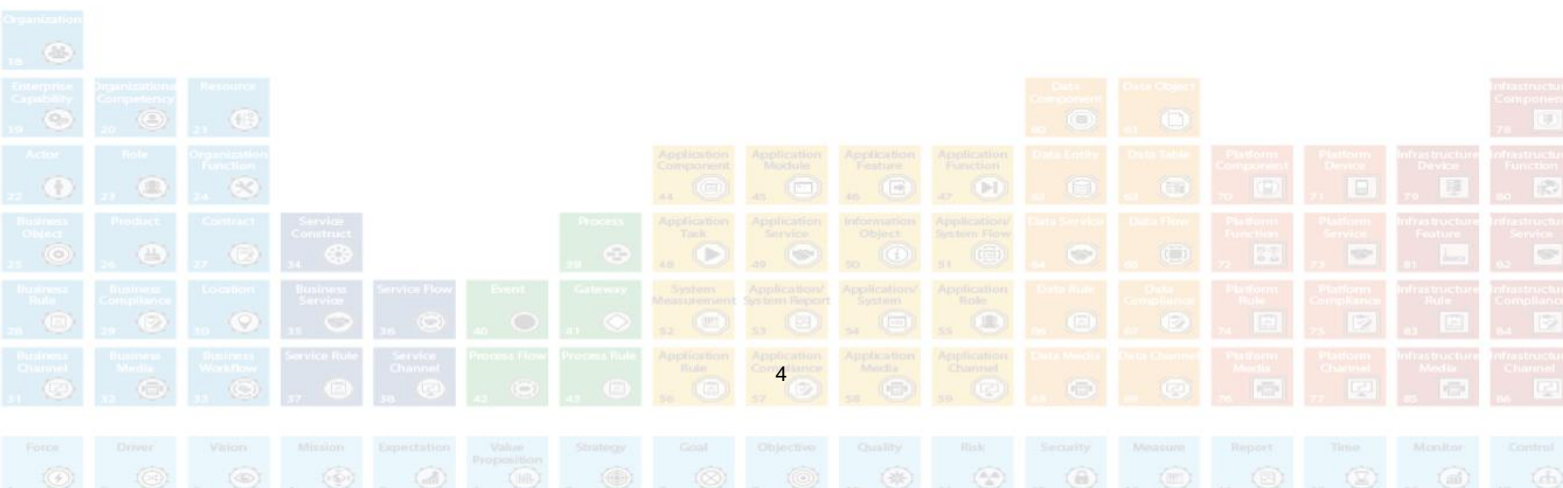 Organization
18
Enterprise Capability
19
Organizationa Competency
20
Resource
21
Data Component
60
Data Object
61
Infrastructu Componen
78
Actor
22
Role
23
Organization Function
24
Application Component
44
Application Module
45
Application Feature
46
Application Function
47
Data Entity
62
Data Table
63
Platform Component
70
Platform Device
71
Infrastructure Device
79
Infrastructu Function
80
Business Object
25
Product
26
Contract
27
Service Construct
34
Process
39
Application Task
48
Application Service
49
Information Object
50
Application/ System Flow
51
Data Service
64
Data Flow
65
Platform Function
72
Platform Service
73
Infrastructure Feature
81
Infrastructu Service
82
Business Rule
28
Business Compliance
29
Location
30
Business Service
35
Service Flow
36
Event
40
Gateway
41
System Measurement
52
Application/ System Report
53
Application/ System
54
Application Role
55
Data Rule
66
Data Compliance
67
Platform Rule
74
Platform Compliance
75
Infrastructure Rule
83
Infrastructu Compliance
84
Business Channel
31
Business Media
32
Business Workflow
33
Service Rule
37
Service Channel
38
Process Flow
42
Process Rule
43
Application Rule
56
Application Compliance
57
4
Application Media
58
Application Channel
59
Data Media
68
Data Channel
69
Platform Media
76
Platform Channel
77
Infrastructure Media
85
Infrastructu Channel
86
Force
Driver
Vision
Mission
Expectation
Value Proposition
Strategy
Goal
Objective
Quality
Risk
Security
Measure
Report
Time
Monitor
Control